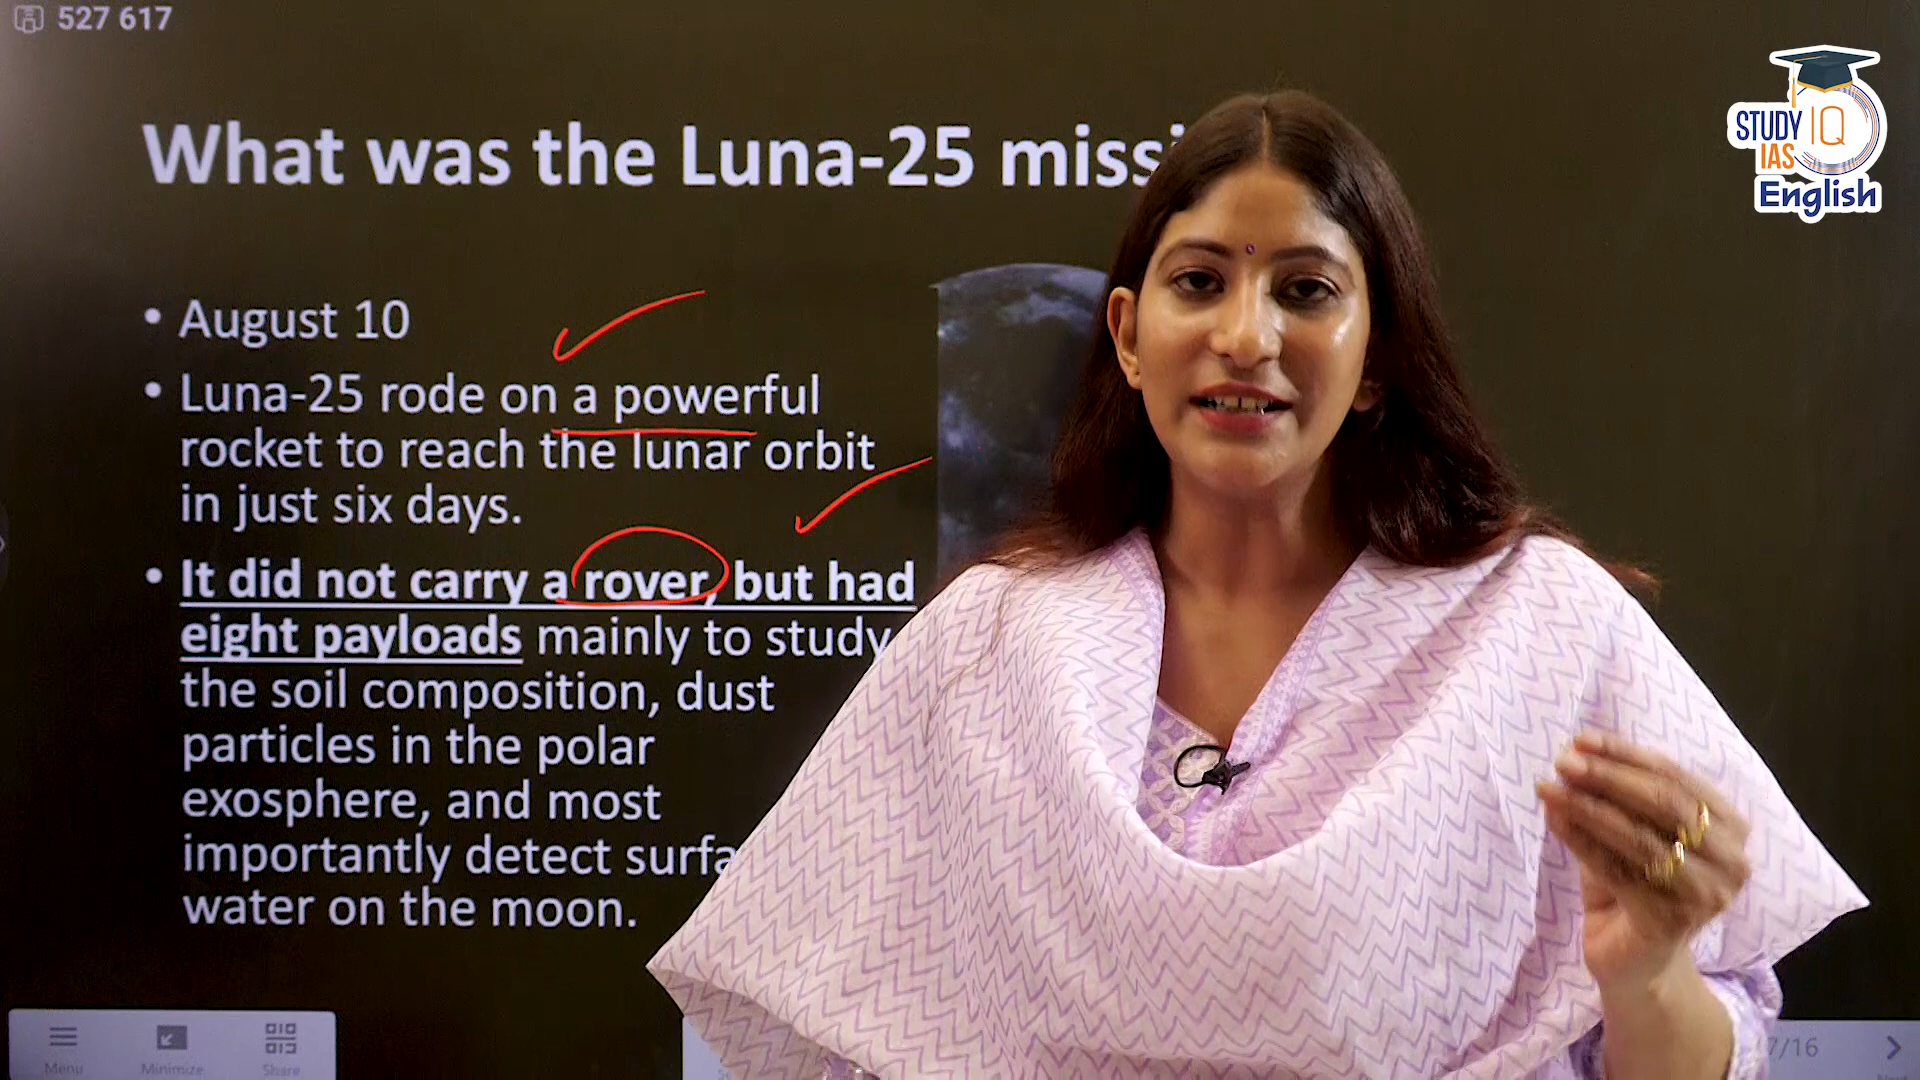 527 617
STUDY IQ
IAS
English
What was the Luna-25
• August 10
• Luna-25 rode on a powerful
rocket to reach the lunar orbit
in just six days.
• It did not carry a rover, but had
eight payloads mainly to study
the soil composition, dust
particles in the polar
exosphere, and most
importantly detect
water on the moon.
Menu
Minimize
Share
7/16